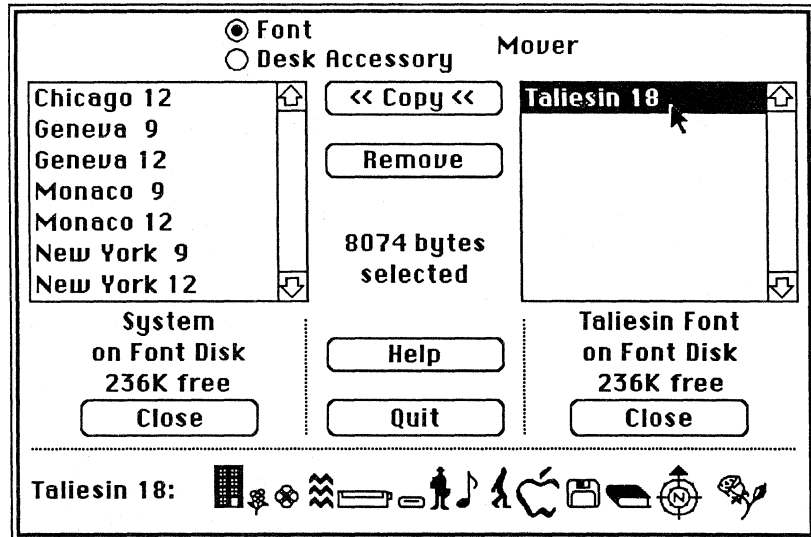 Font
Desk Accessory
Mover
Chicago 12
Geneva 9
Geneva 12
Monaco 9
Monaco 12
New York 9
New York 12
<< Copy <<
Remove
8074 bytes
selected
Help
Quit
Taliesin 18
System
on Font Disk
236K free
Close
Taliesin Font
on Font Disk
236K free
Close
Taliesin 18:
N